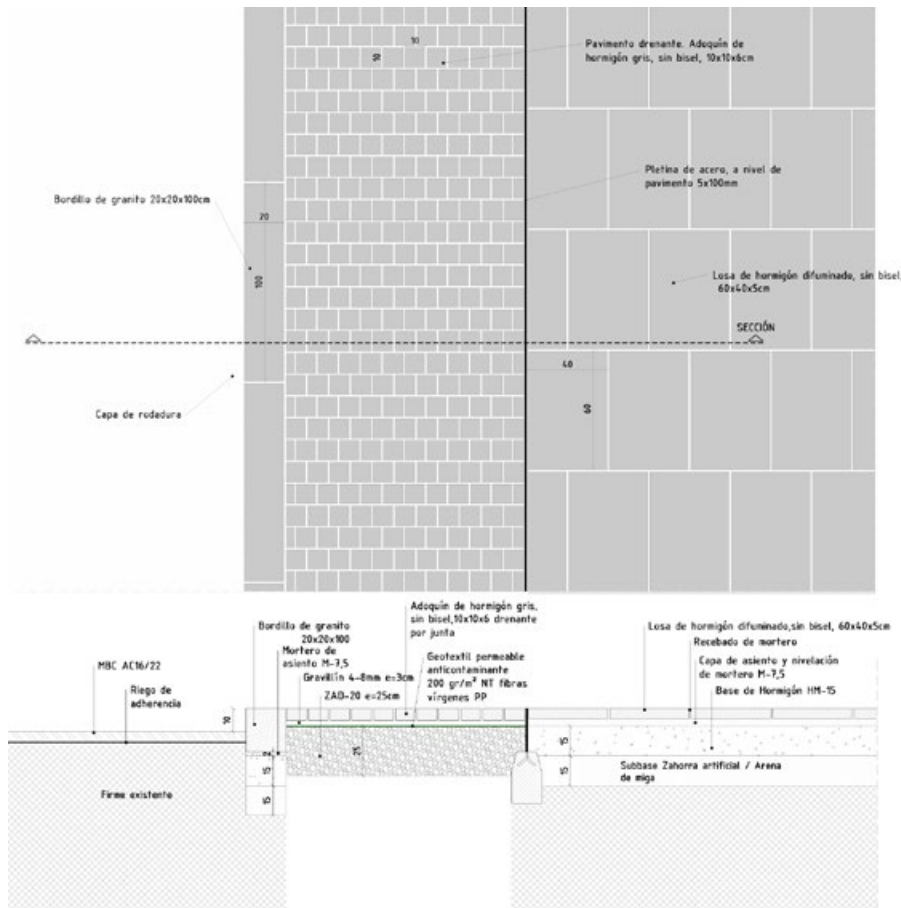 10
10
Pavimento drenante. Adoquín de
hormigón gris, sin bisel, 10x10x6cm
Pletina de acero, a nivel de
pavimento 5x100mm
Bordillo de granito 20x20x100cm
20
100
Losa de hormigón difuminado, sin bisel,
60x40x5cm
SECCIÓN
40
60
Capa de rodadura
Adoquín de hormigón gris,
sin bisel,10x10x6 drenante
por junta
Bordillo de granito
20x20x100
Mortero de
asiento M-7,5
Gravillín 4-8mm e=3cm
ZAD-20 e=25cm
Geotextil permeable
anticontaminante
200 gr/m² NT fibras
vírgenes PP
Losa de hormigón difuminado,sin bisel, 60x40x5cm
Recebado de mortero
Capa de asiento y nivelación
de mortero M-7,5
Base de Hormigón HM-15
MBC AC16/22
Riego de
adherencia
10
2
15
15
25
15
15
Subbase Zahorra artificial / Arena
de miga
Firme existente